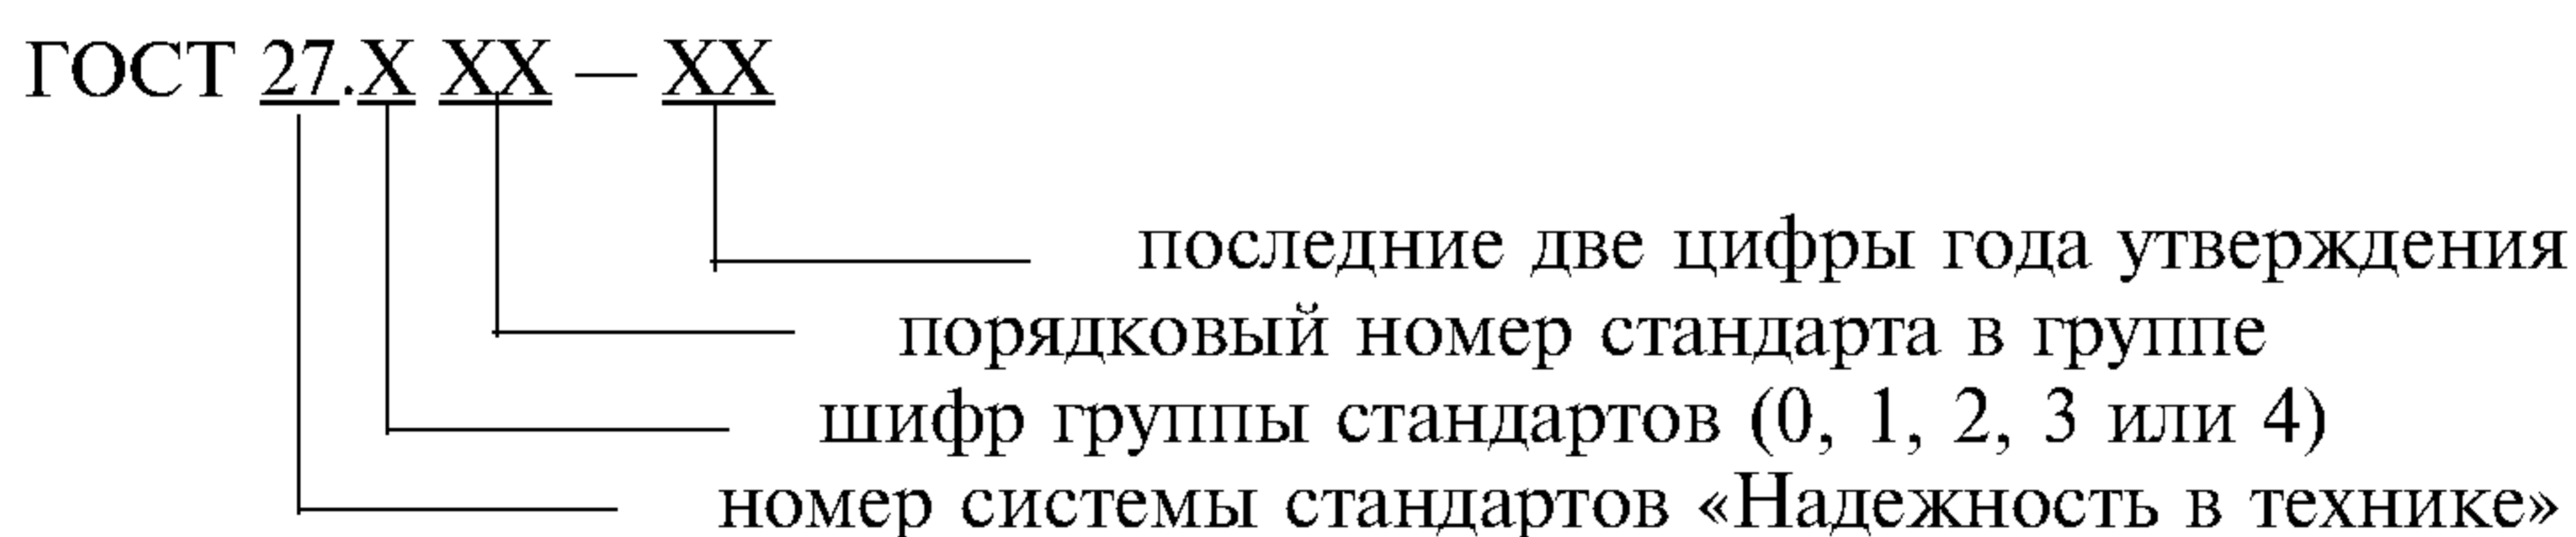 ГОСТ 27.Х ХХ — ХХ
последние две цифры года утверждения
порядковый номер стандарта в группе
шифр группы стандартов (0, 1, 2, 3 или 4)
номер системы стандартов «Надежность в технике»